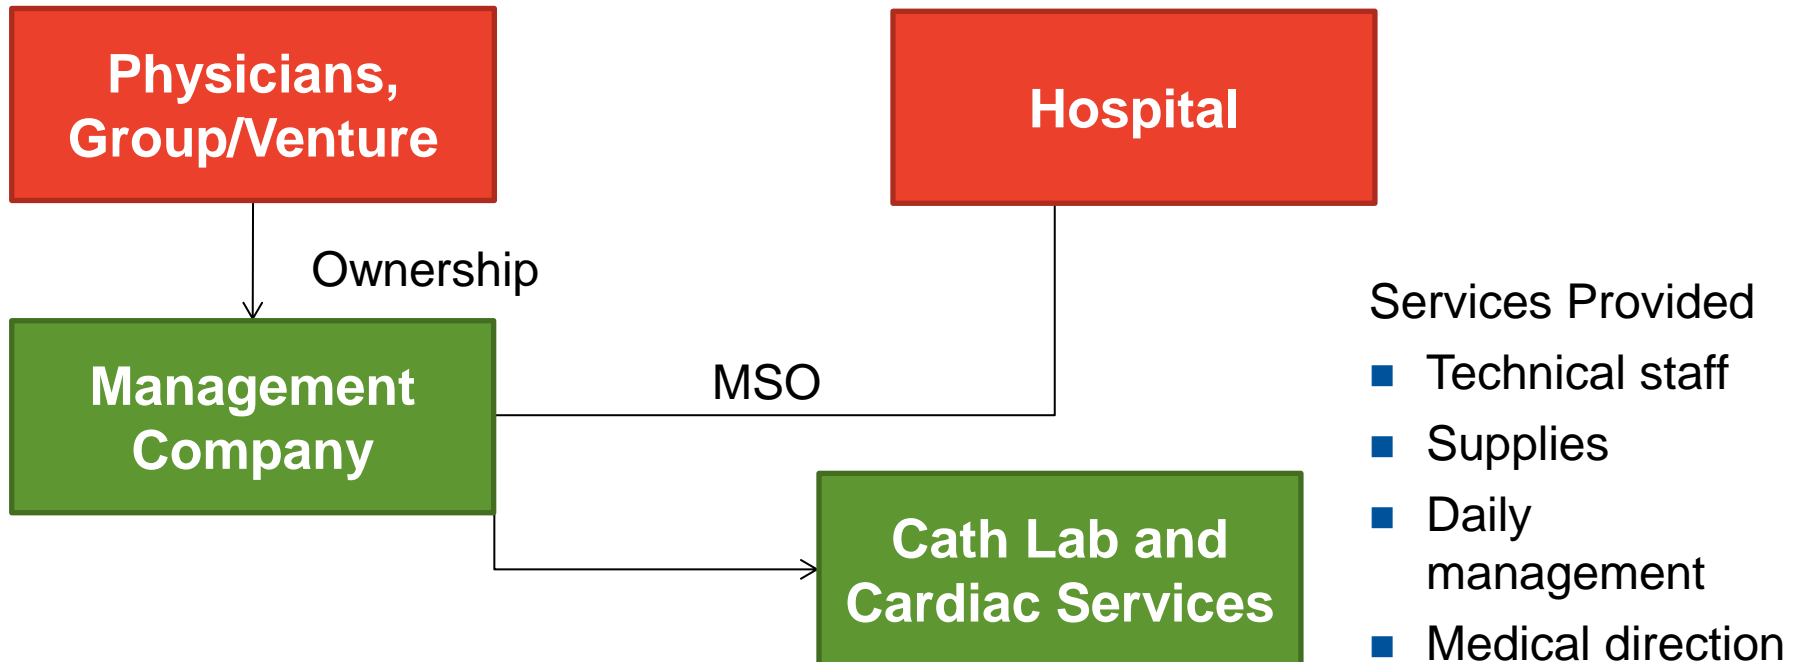 Physicians,
Group/Venture
Hospital
Ownership
Management
Company
MSO
Cath Lab and
Cardiac Services
Services Provided
Technical staff
Supplies
Daily
management
Medical direction